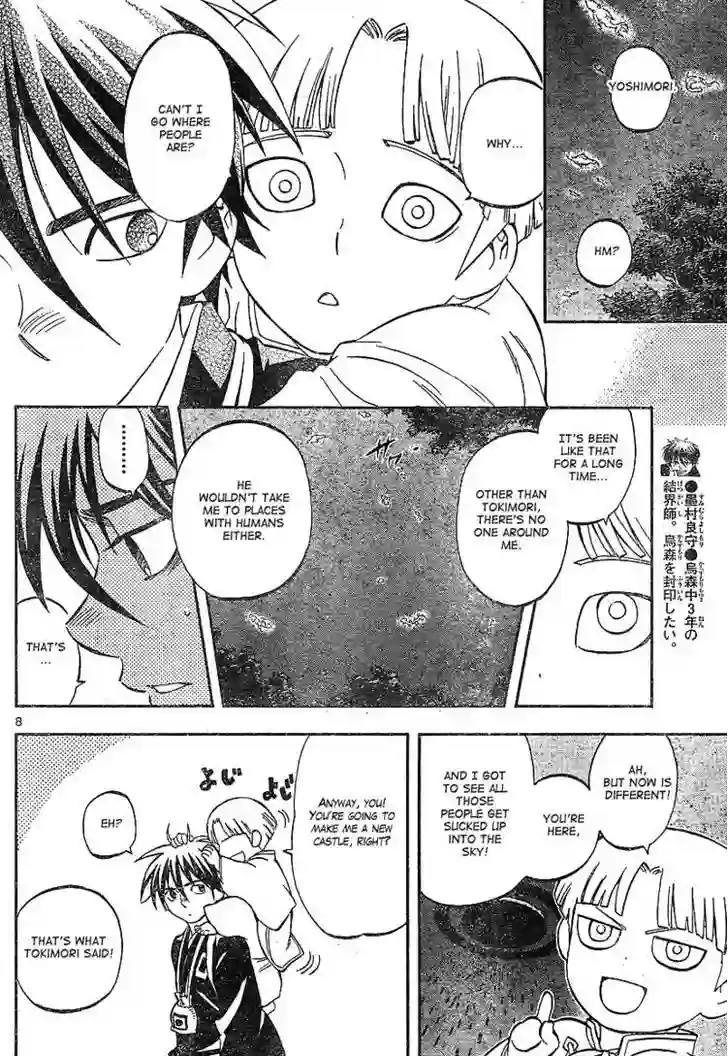 YOSHIMORI.
HM?
WHY...
CAN'T I
GO WHERE
PEOPLE
ARE?
IT'S BEEN
LIKE THAT
FOR A LONG
TIME...
OTHER THAN
TOKIMORI,
THERE'S NO
ONE AROUND
ME.
HE
WOULDN'T TAKE
ME TO PLACES
WITH HUMANS
EITHER.
.........
THAT'S
...
●墨村良守●烏森中3年の
結界師。烏森を封印したい。
8
AH,
BUT NOW IS
DIFFERENT!
YOU'RE
HERE,
AND I GOT
TO SEE ALL
THOSE
PEOPLE GET
SUCKED UP
INTO THE
SKY!
ANYWAY, YOU!
YOU'RE GOING TO
MAKE ME A NEW
CASTLE, RIGHT?
よじ
よじ
EH?
THAT'S WHAT
TOKIMORI SAID!